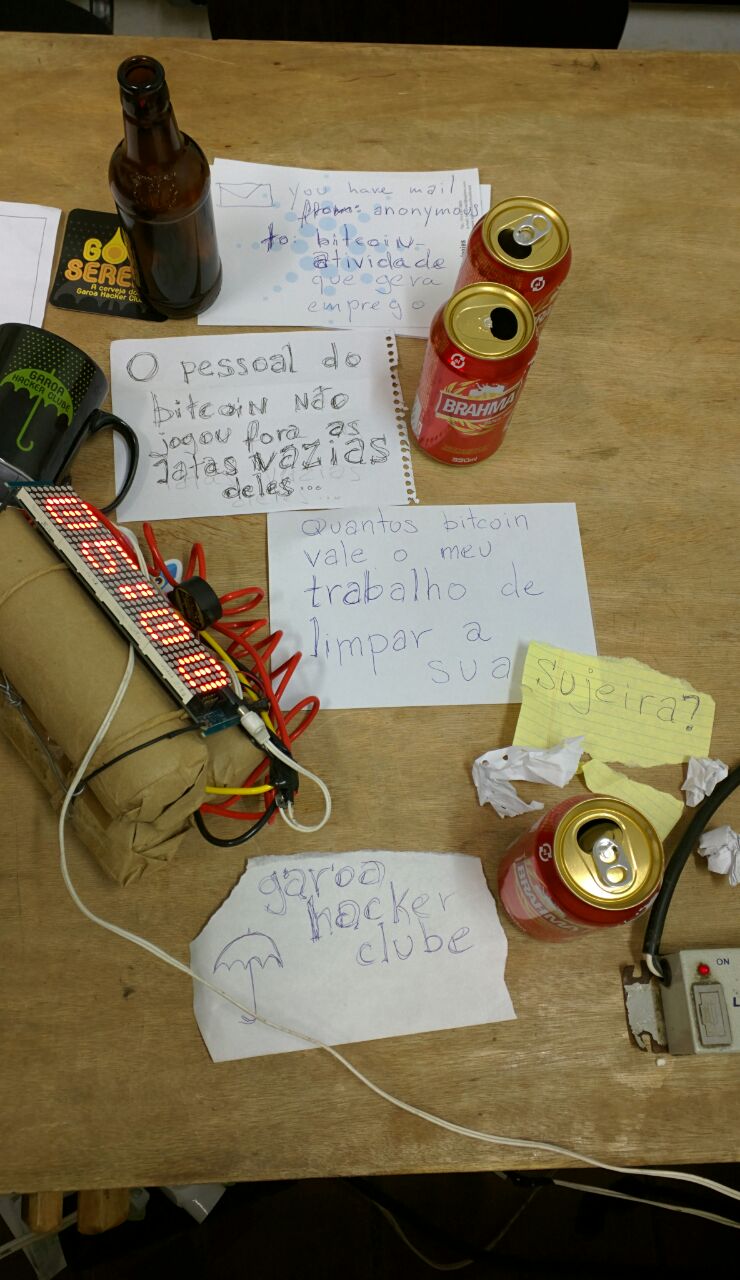 you have mail
from: anonymous
to: bitcoin-
atividade
que gera
emprego
GO
SERE
A cerveja do
Garoa Hacker Clu
GAROA
HACKER CLUBE
O pessoal do
bitcoin não
jogou fora as
latas vazias
deles...
BRAHMA
350ml
Quantos bitcoin
vale o meu
trabalho de
limpar a
sua
sujeira?
garoa
hacker
clube
BRAHMA
ON
L